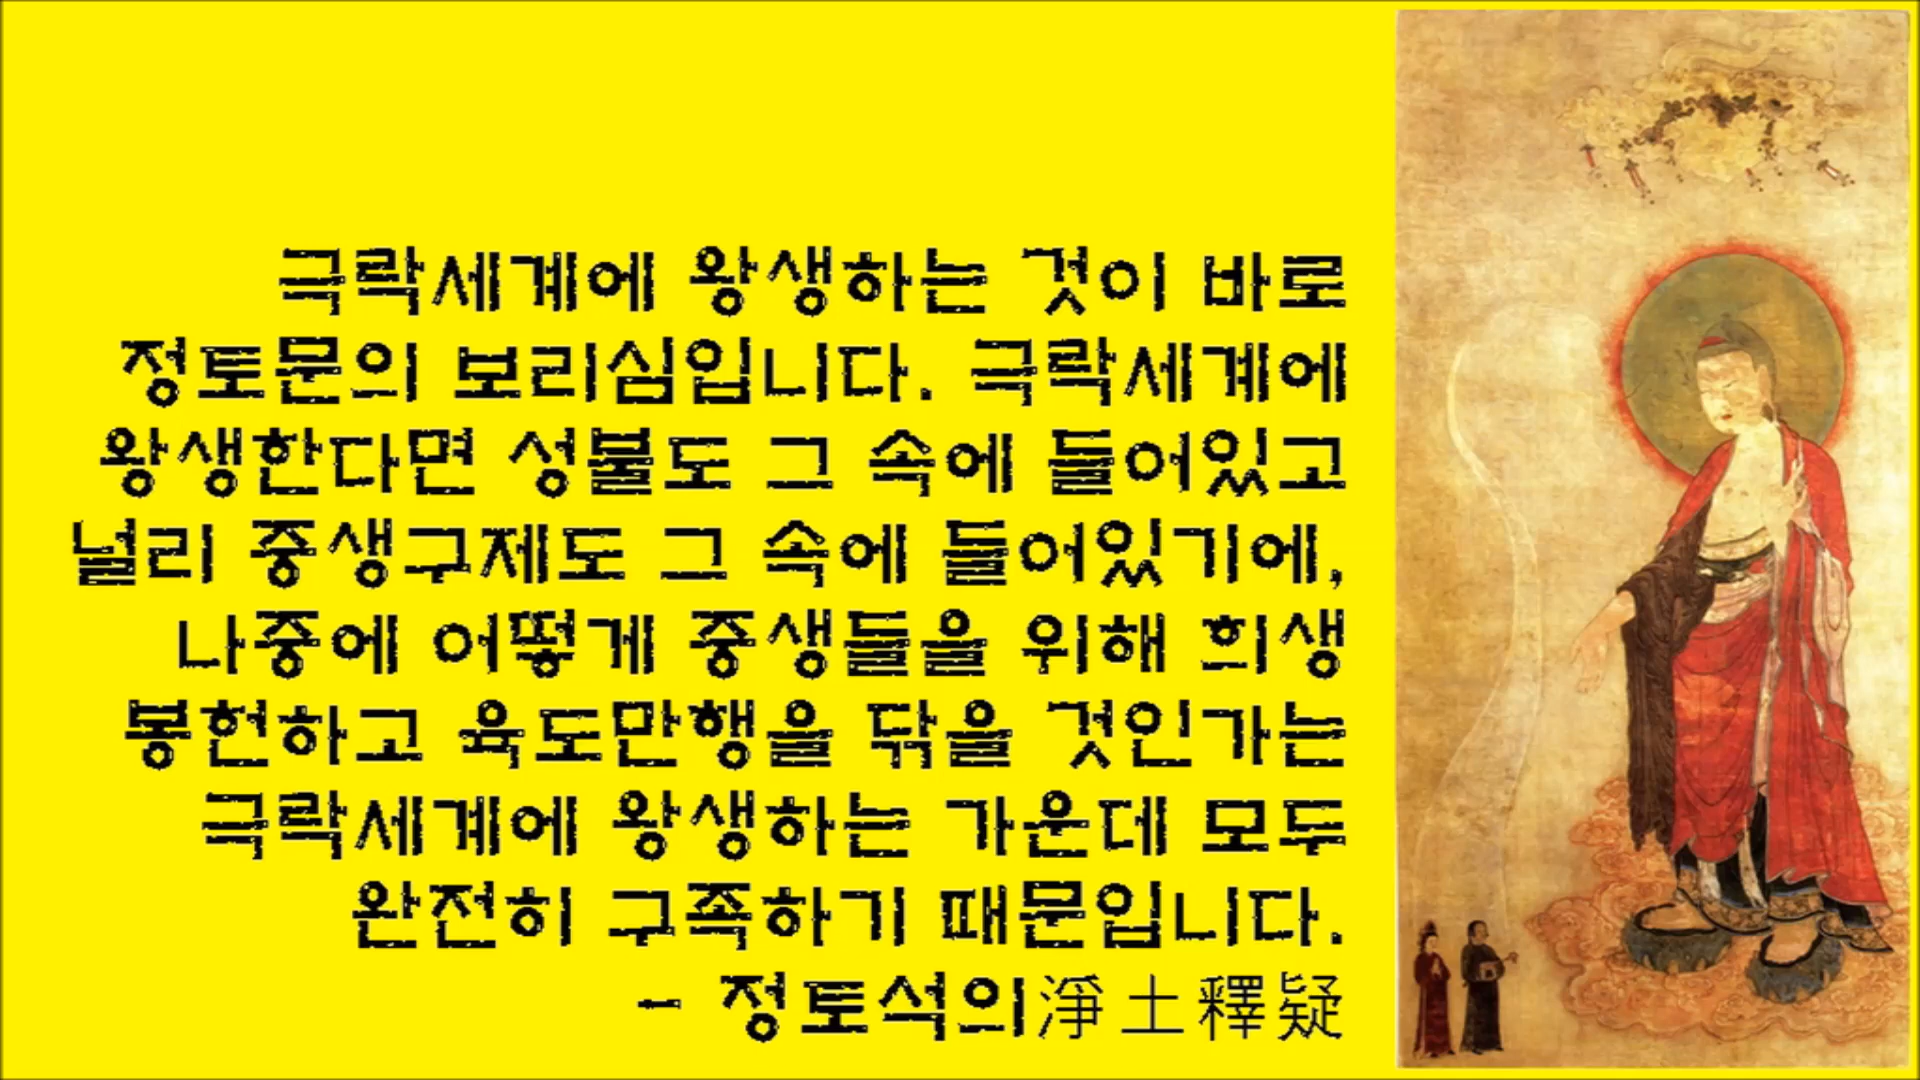 극락세계에 왕생하는 것이 바로
정토문의 보리심입니다. 극락세계에
왕생한다면 성불도 그 속에 들어있고
널리 중생구제도 그 속에 들어있기에,
나중에 어떻게 중생들을 위해 희생
봉헌하고 육도만행을 닦을 것인가는
극락세계에 왕생하는 가운데 모두
완전히 구족하기 때문입니다.
- 정토석의淨土釋疑